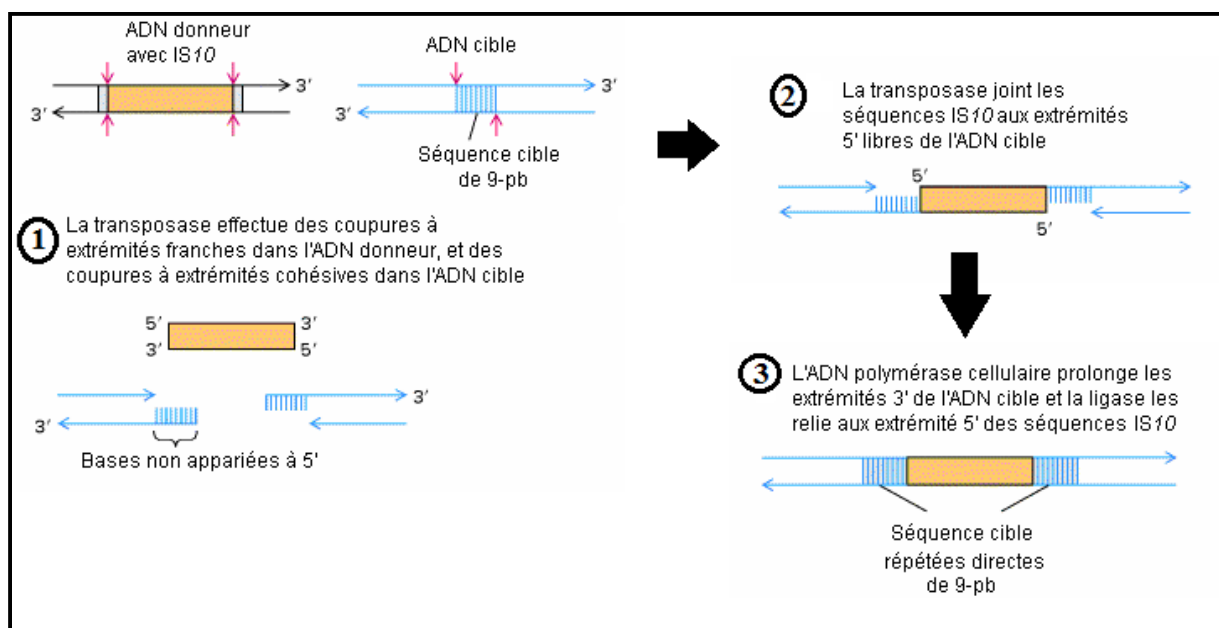 ADN donneur
avec IS10
3'
3'
ADN cible
3'
3'
Séquence cible
de 9-pb
1
La transposase effectue des coupures à
extrémités franches dans l'ADN donneur, et des
coupures à extrémités cohésives dans l'ADN cible
5' 3'
3' 5'
3'
3'
Bases non appariées à 5'
2
La transposase joint les
séquences IS10 aux extrémités
5' libres de l'ADN cible
5'
5'
3
L'ADN polymérase cellulaire prolonge les
extrémités 3' de l'ADN cible et la ligase les
relie aux extrémité 5' des séquences IS10
Séquence cible
répétées directes
de 9-pb